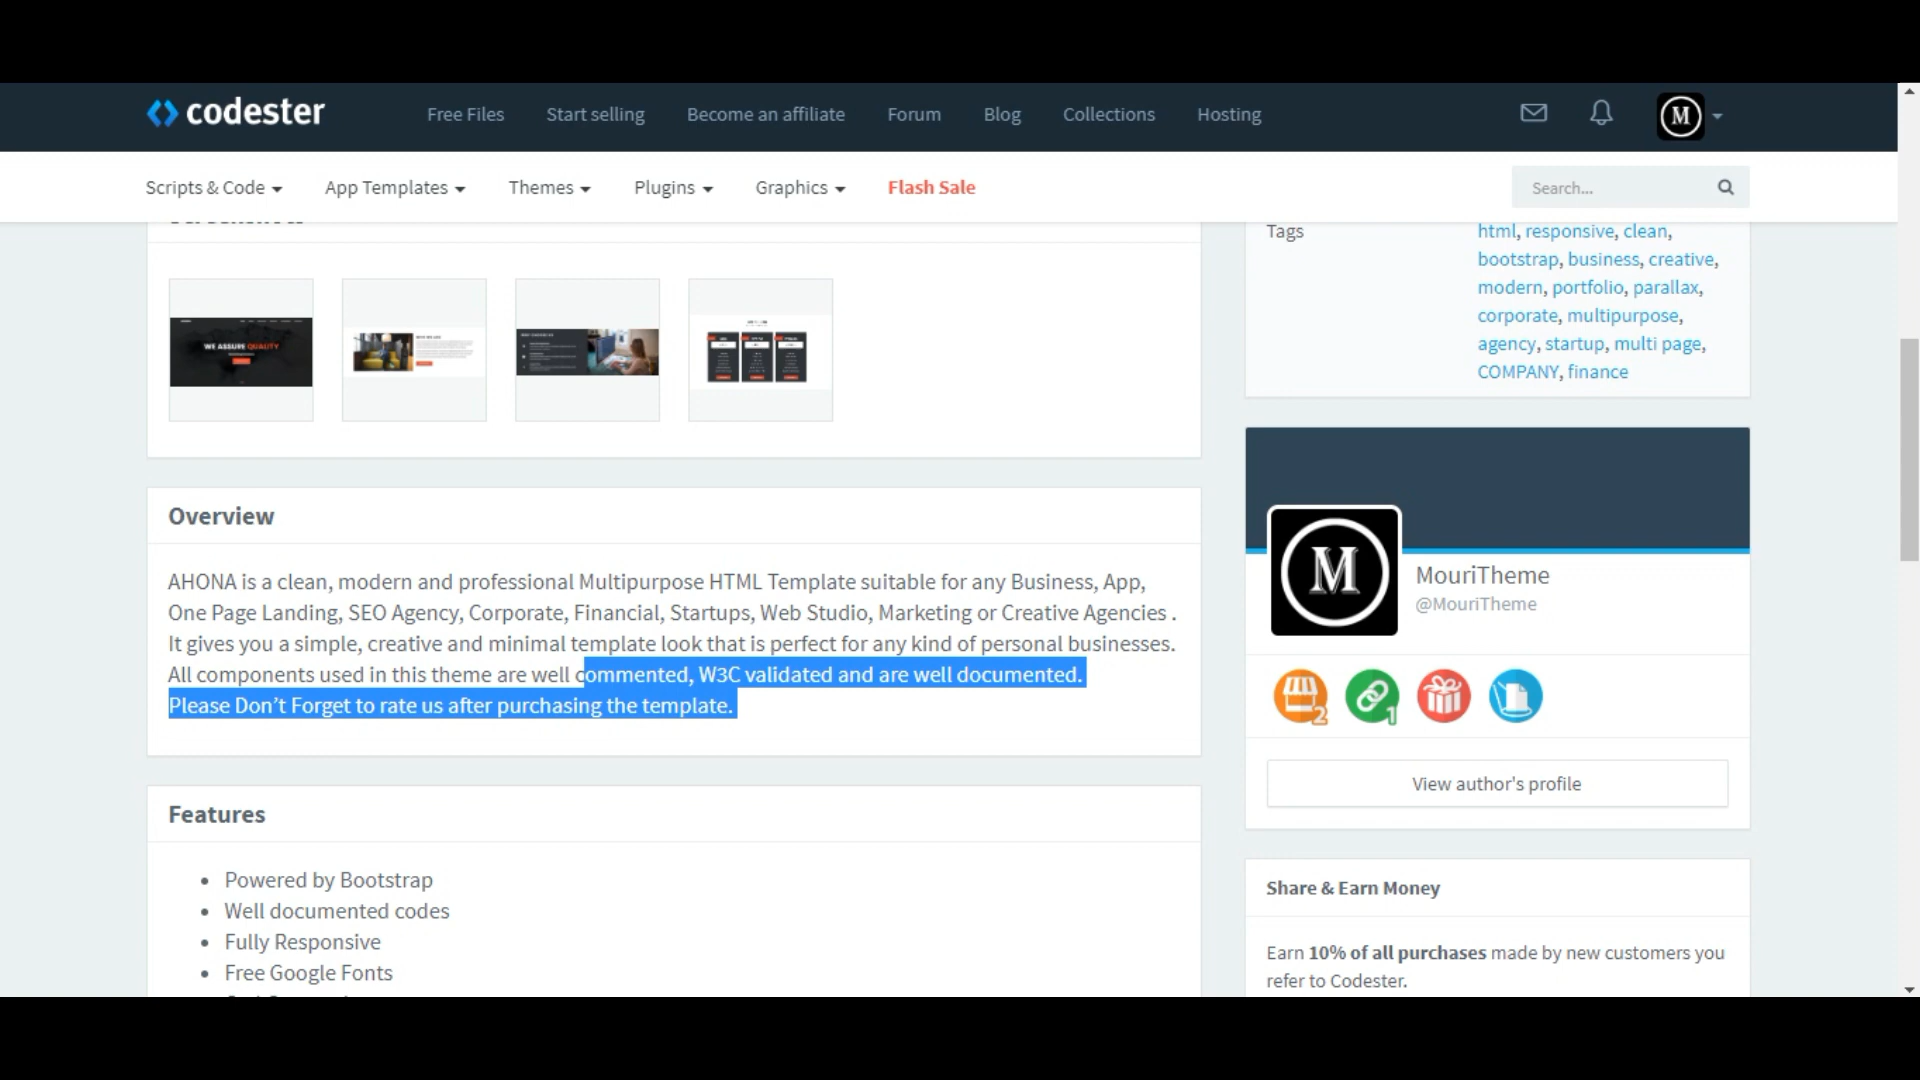 codester
Free Files
Start selling
Become an affiliate
Forum
Blog
Collections
Hosting
M
Scripts & Code
App Templates
Themes
Plugins
Graphics
Flash Sale
Search...
WE ASSURE QUALITY
Overview
AHONA is a clean, modern and professional Multipurpose HTML Template suitable for any Business, App,
One Page Landing, SEO Agency, Corporate, Financial, Startups, Web Studio, Marketing or Creative Agencies .
It gives you a simple, creative and minimal template look that is perfect for any kind of personal businesses.
All components used in this theme are well commented, W3C validated and are well documented.
Please Don’t Forget to rate us after purchasing the template.
Features
• Powered by Bootstrap
• Well documented codes
• Fully Responsive
• Free Google Fonts
Tags
html, responsive, clean,
bootstrap, business, creative,
modern, portfolio, parallax,
corporate, multipurpose,
agency, startup, multi page,
COMPANY, finance
M
MouriTheme
@MouriTheme
2
1
View author's profile
Share & Earn Money
Earn 10% of all purchases made by new customers you
refer to Codester.